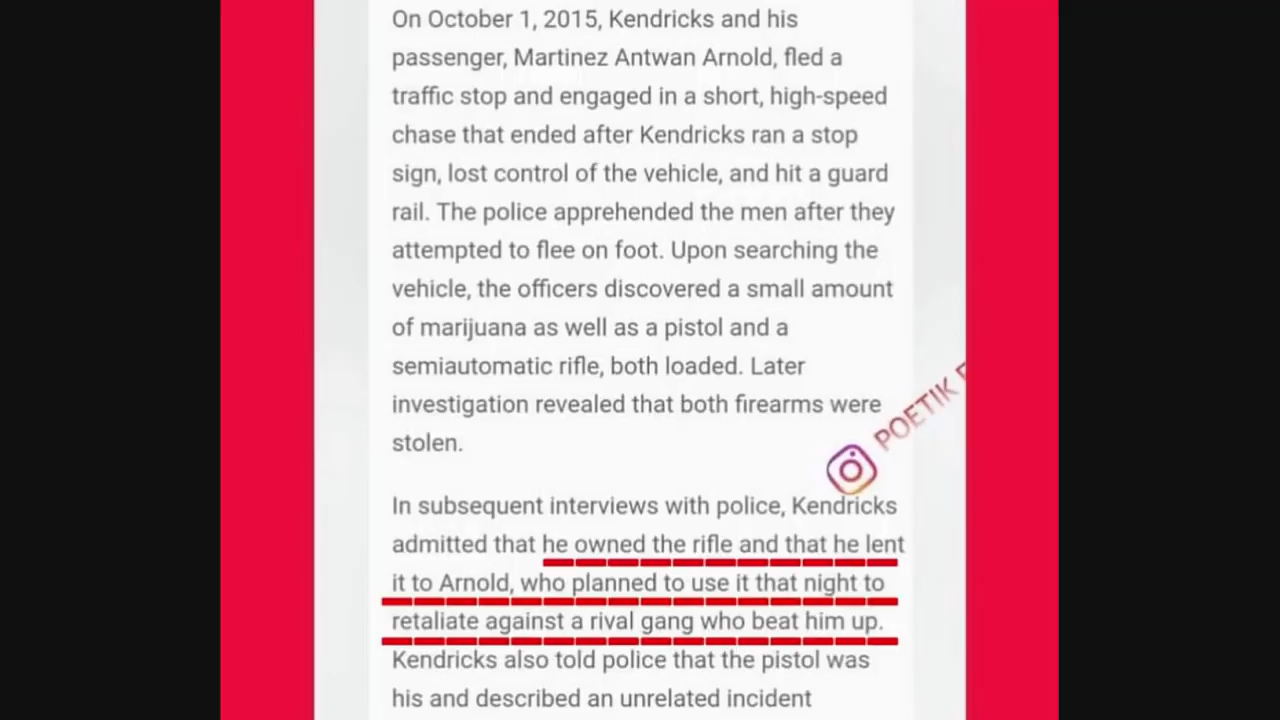 On October 1, 2015, Kendricks and his
passenger, Martinez Antwan Arnold, fled a
traffic stop and engaged in a short, high-speed
chase that ended after Kendricks ran a stop
sign, lost control of the vehicle, and hit a guard
rail. The police apprehended the men after they
attempted to flee on foot. Upon searching the
vehicle, the officers discovered a small amount
of marijuana as well as a pistol and a
semiautomatic rifle, both loaded. Later
investigation revealed that both firearms were
stolen.
POETIK
In subsequent interviews with police, Kendricks
admitted that he owned the rifle and that he lent
it to Arnold, who planned to use it that night to
retaliate against a rival gang who beat him up.
Kendricks also told police that the pistol was
his and described an unrelated incident